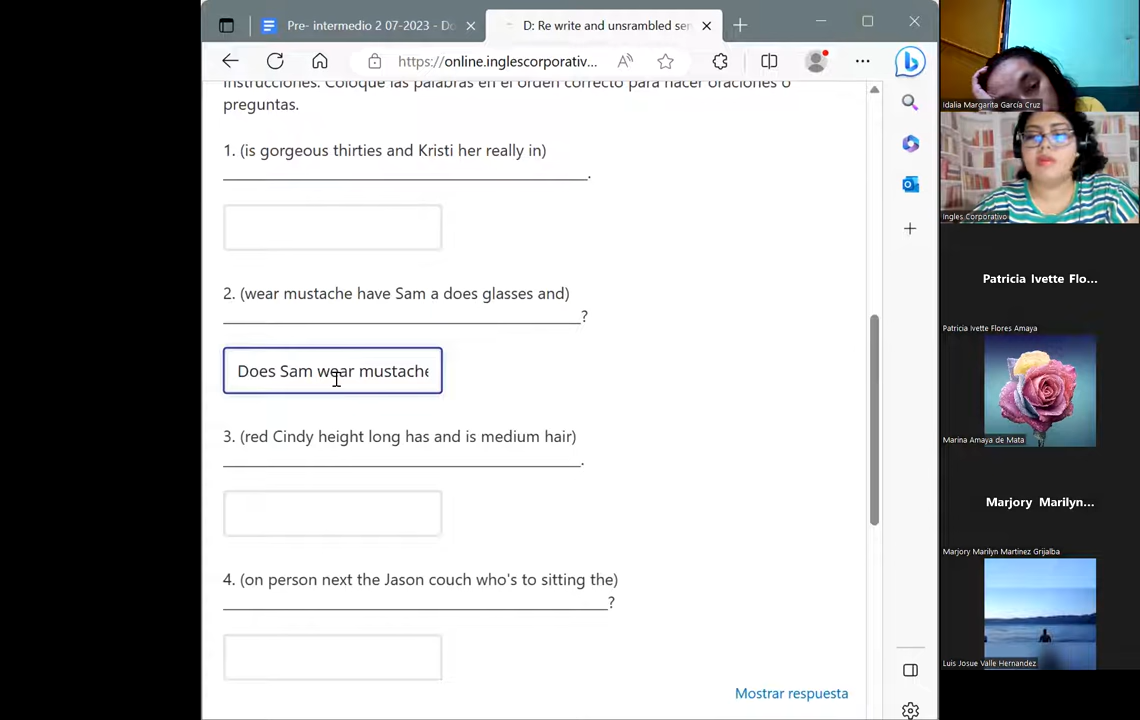 Pre- intermedio 2 07-2023 - Do
D: Re write and unsrambled ser
https://online.inglescorporativ...
instrucciones: Coloque las palabras en el orden correcto para hacer oraciones o
preguntas.
1. (is gorgeous thirties and Kristi her really in)
______________________________________.
2. (wear mustache have Sam a does glasses and)
______________________________________?
Does Sam wear mustache
3. (red Cindy height long has and is medium hair)
______________________________________.
4. (on person next the Jason couch who's to sitting the)
______________________________________?
Mostrar respuesta
Idalia Margarita García Cruz
Ingles Corporativo
Patricia Ivette Flo...
Patricia Ivette Flores Amaya
Marina Amaya de Mata
Marjory Marilyn...
Marjory Marilyn Martinez Grijalba
Luis Josue Valle Hernandez